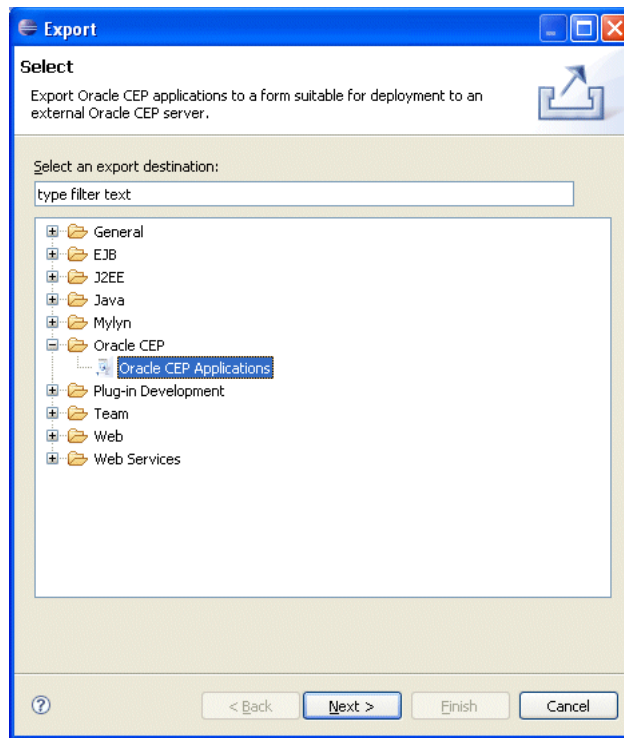 Export
Select
Export Oracle CEP applications to a form suitable for deployment to an
external Oracle CEP server.
Select an export destination:
type filter text
General
EJB
J2EE
Java
Mylyn
Oracle CEP
Oracle CEP Applications
Plug-in Development
Team
Web
Web Services
? < Back Next > Finish Cancel